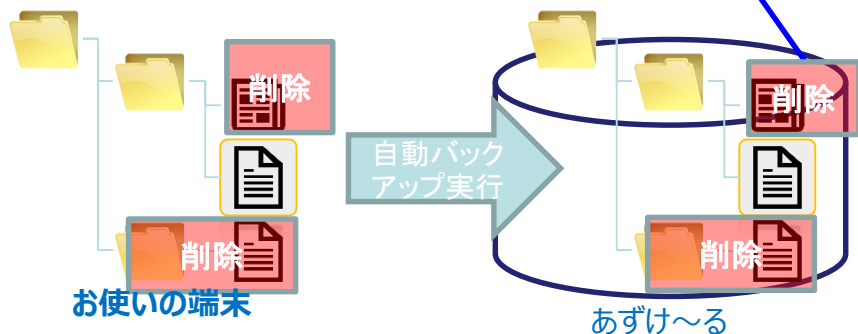 削除
削除
自動バック
アップ実行
削除
削除
お使いの端末
あずけ～る